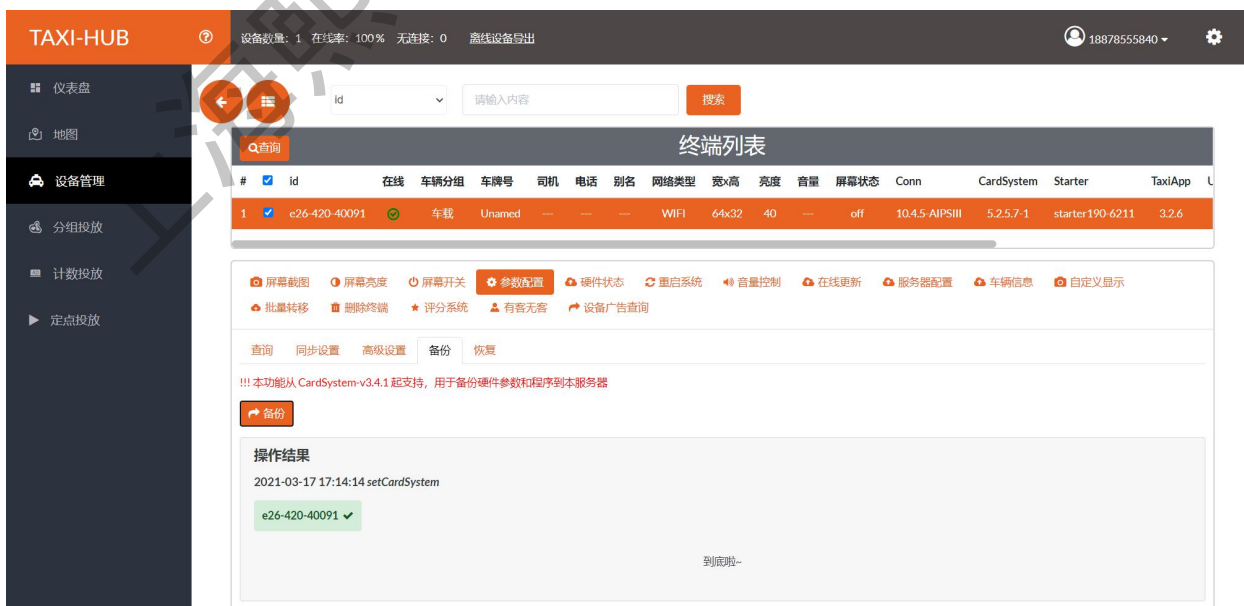 TAXI-HUB
设备数量: 1 在线率: 100% 无连接: 0 离线设备导出
18878555840
仪表盘
地图
设备管理
分组投放
计数投放
定点投放
id
请输入内容
搜索
查询
终端列表
# id 在线 车辆分组 车牌号 司机 电话 别名 网络类型 宽x高 亮度 音量 屏幕状态 Conn CardSystem Starter TaxiApp
1 e26-420-40091 车载 Unamed --- --- --- WIFI 64x32 40 --- off 10.4.5-AIPSIII 5.2.5.7-1 starter190-6211 3.2.6
屏幕截图 屏幕亮度 屏幕开关 参数配置 硬件状态 重启系统 音量控制 在线更新 服务器配置 车辆信息 自定义显示
批量转移 删除终端 评分系统 有客无客 设备广告查询
查询 同步设置 高级设置 备份 恢复
!!! 本功能从 CardSystem-v3.4.1 起支持，用于备份硬件参数和程序到本服务器
备份
操作结果
2021-03-17 17:14:14 setCardSystem
e26-420-40091
到底啦~
上海熙